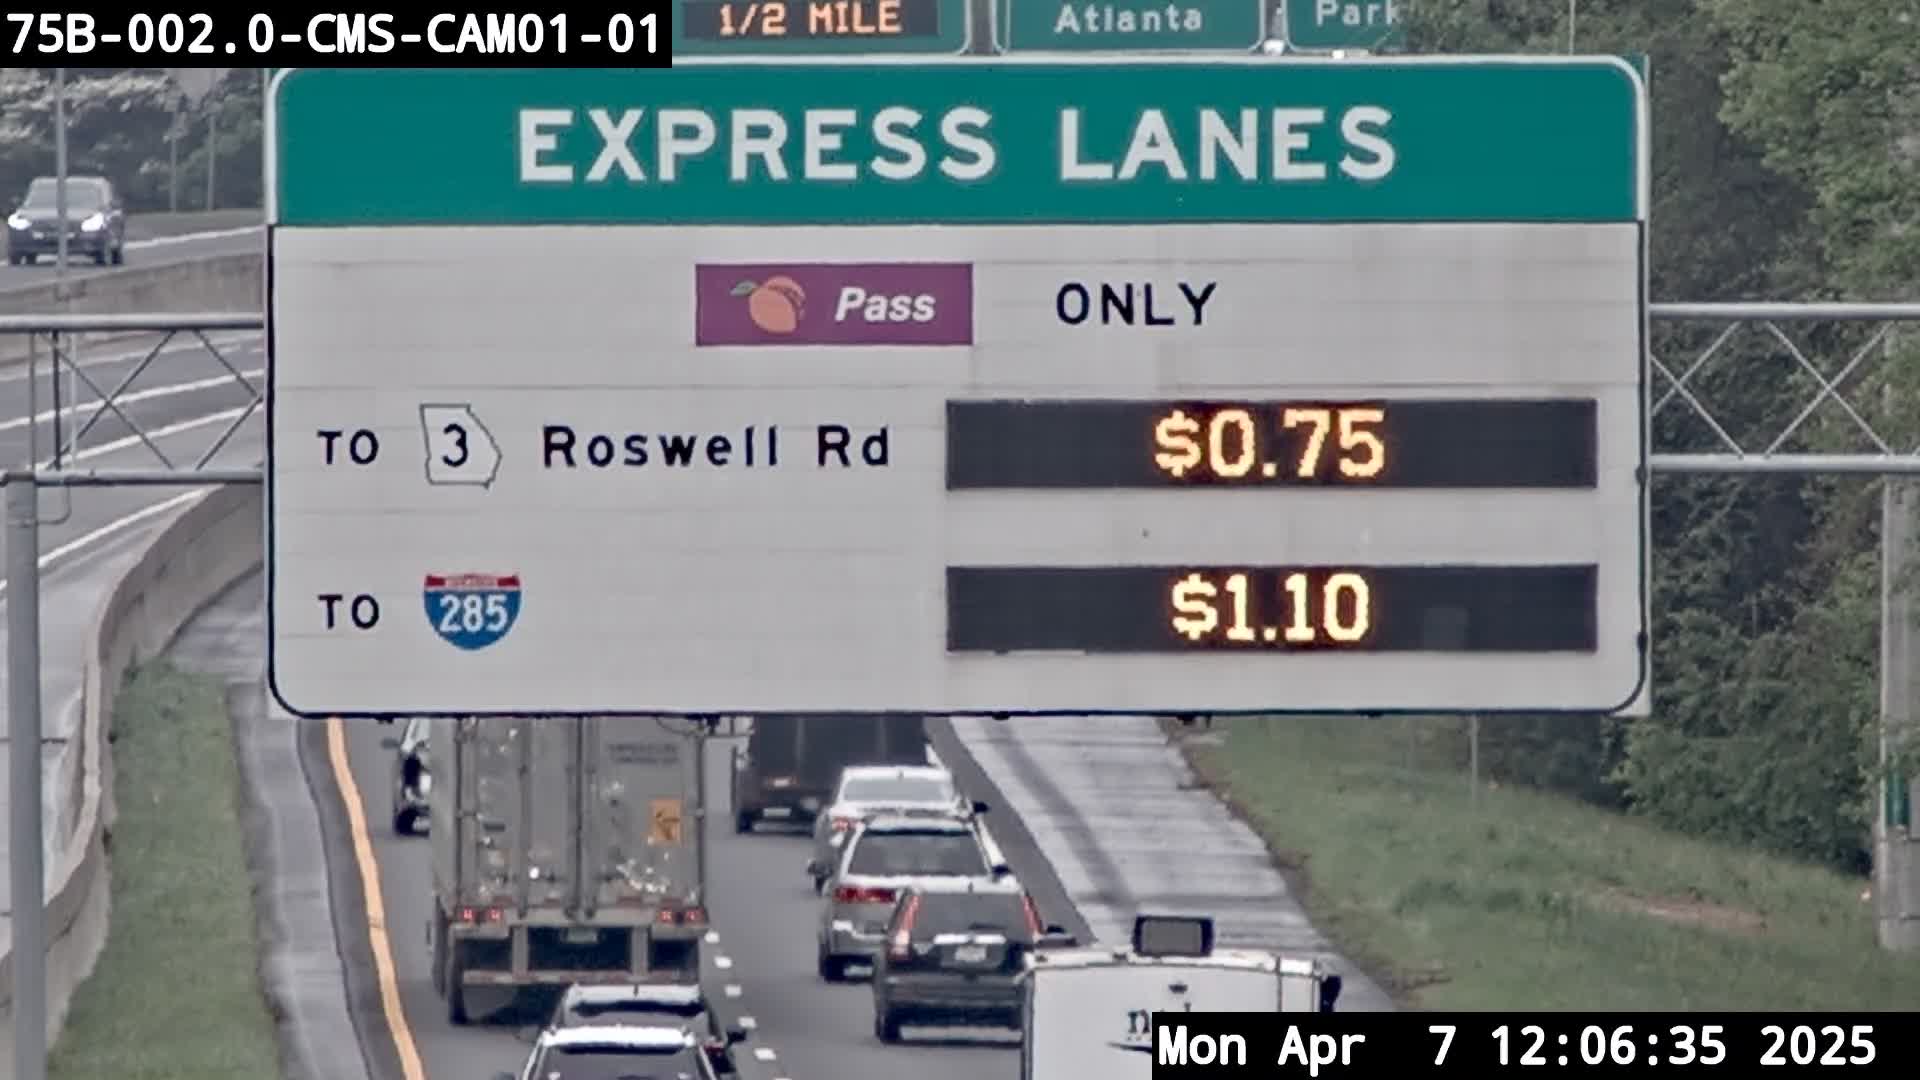 75B-002.0-CMS-CAM01-01
1/2 MILE
Atlanta
Park
EXPRESS LANES
Pass ONLY
TO 3 Roswell Rd $0.75
TO 285 $1.10
Mon Apr 7 12:06:35 2025